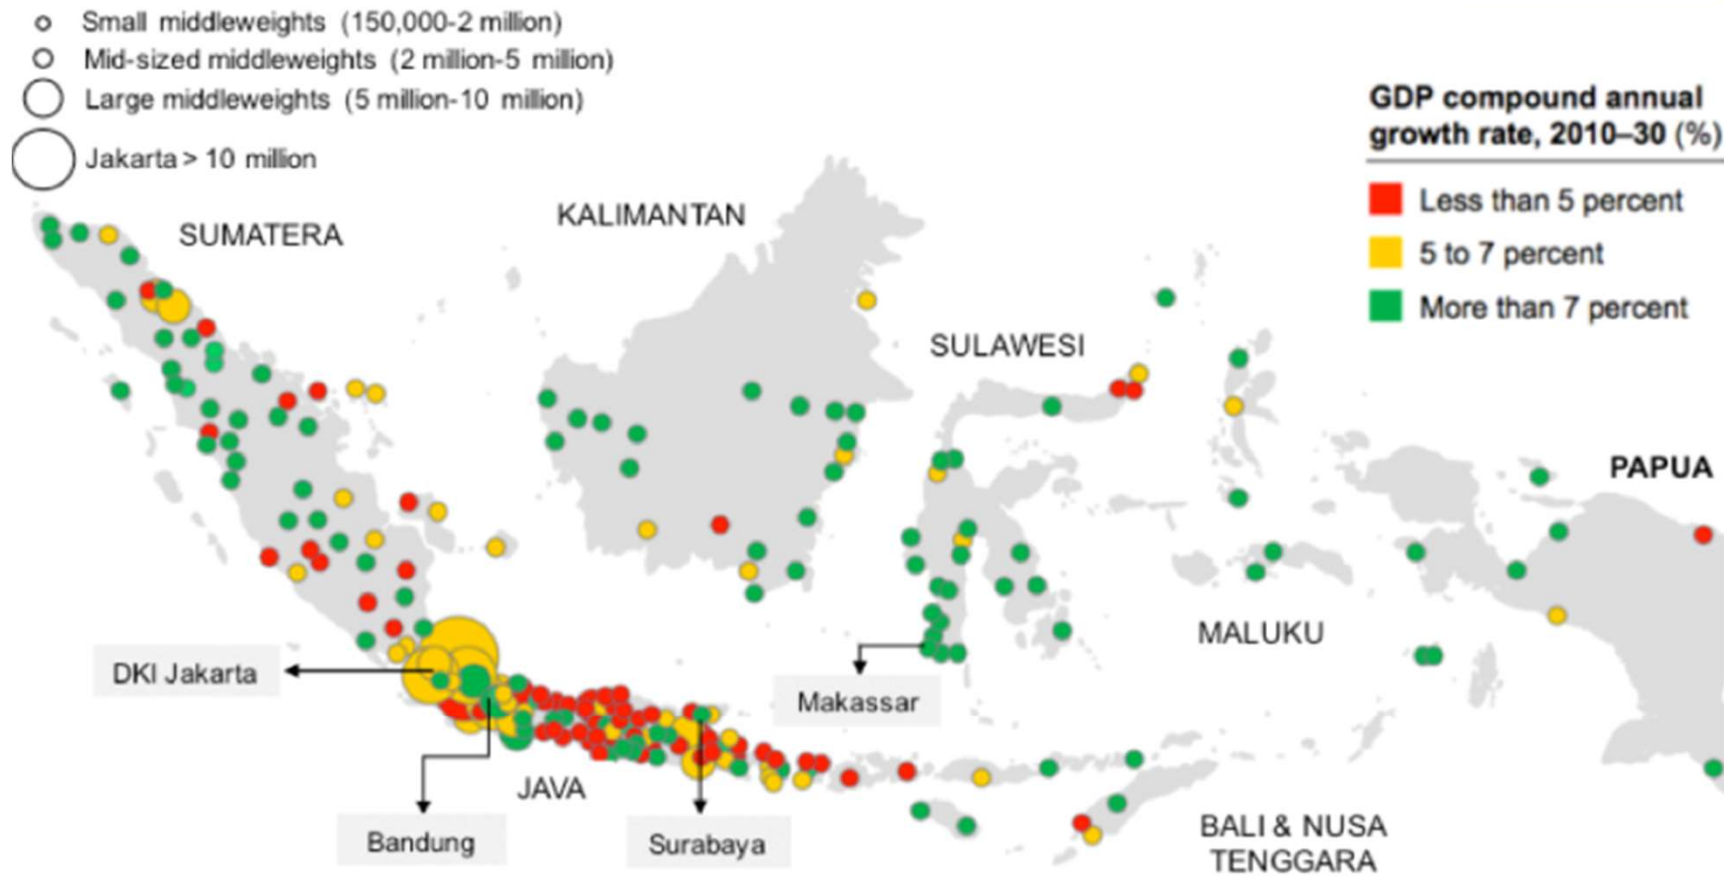 Small middleweights (150,000-2 million)
Mid-sized middleweights (2 million-5 million)
Large middleweights (5 million-10 million)
Jakarta > 10 million
GDP compound annual
growth rate, 2010–30 (%)
Less than 5 percent
5 to 7 percent
More than 7 percent
SUMATERA
KALIMANTAN
SULAWESI
PAPUA
MALUKU
DKI Jakarta
Makassar
JAVA
Bandung
Surabaya
BALI & NUSA
TENGGARA